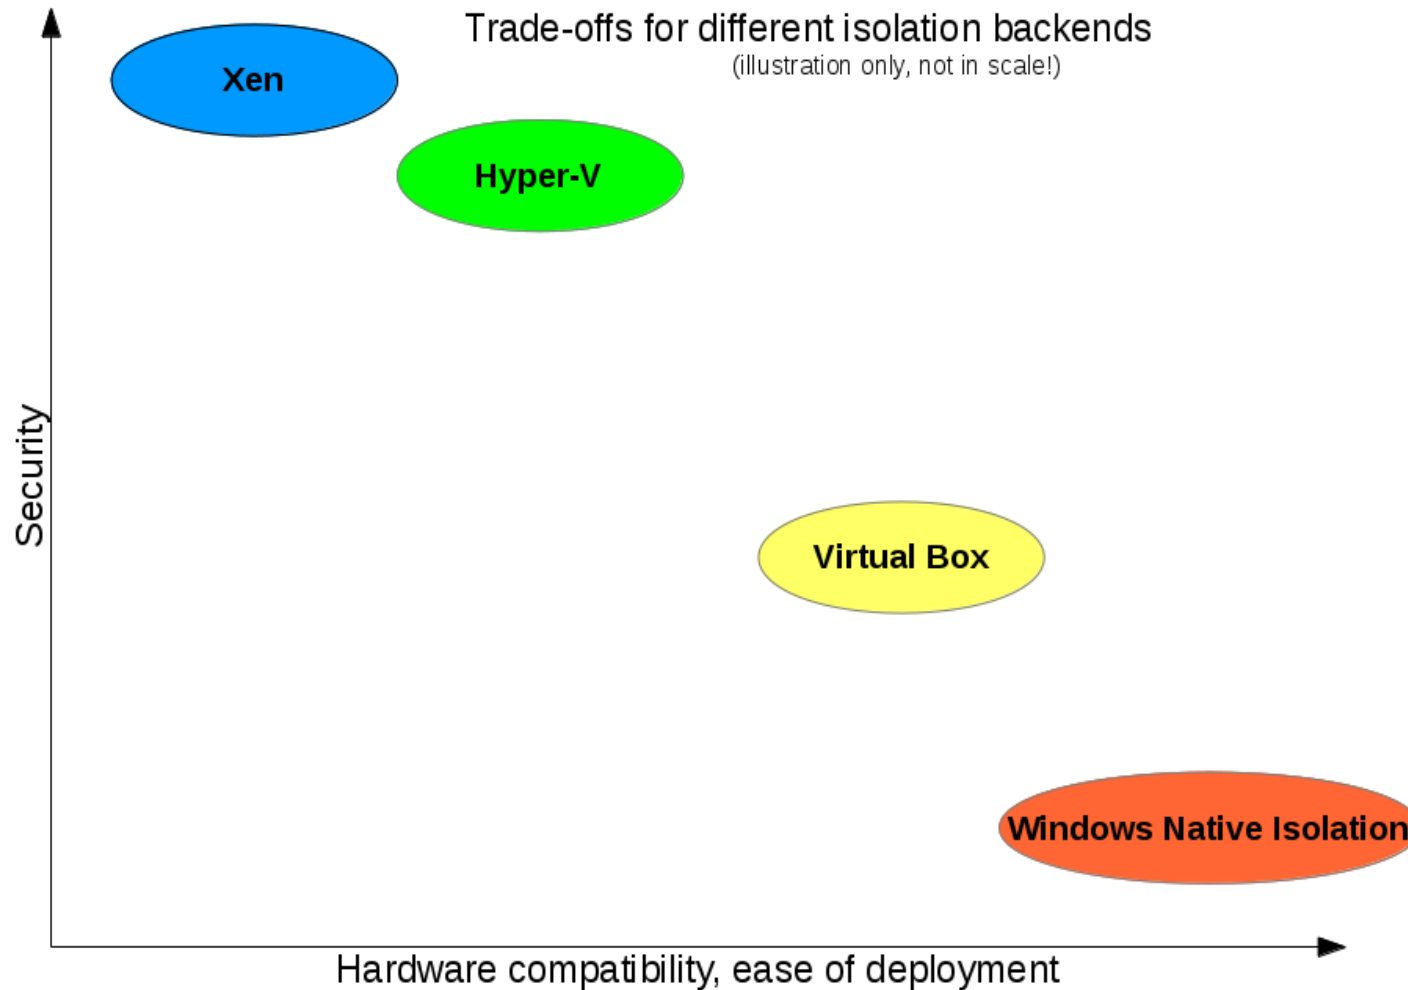 Trade-offs for different isolation backends
(illustration only, not in scale!)
Xen
Hyper-V
Security
Virtual Box
Windows Native Isolation
Hardware compatibility, ease of deployment